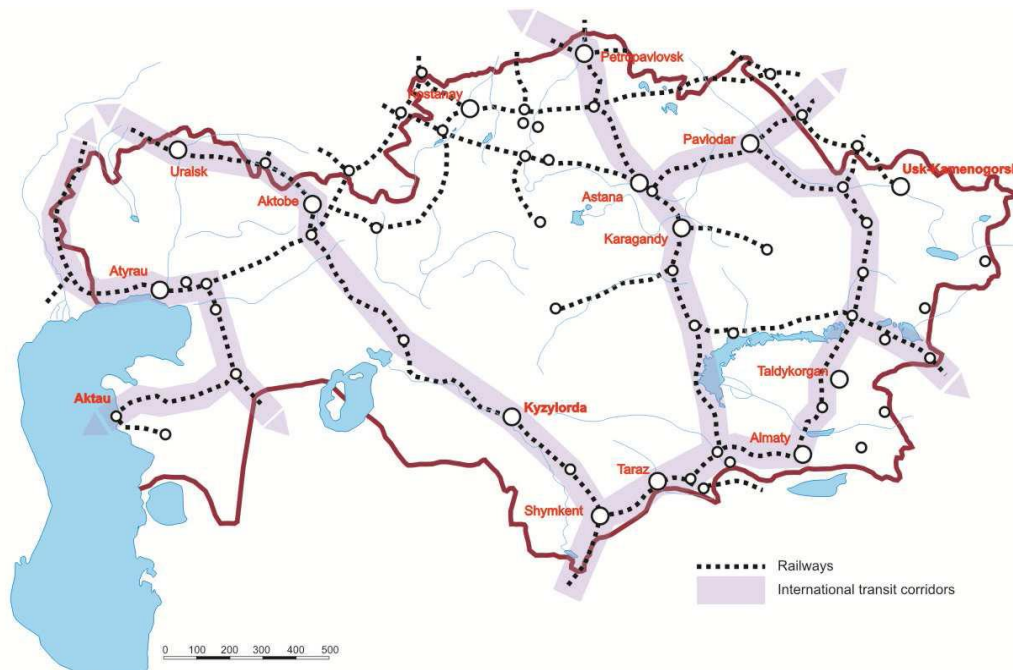 Petropavlovsk
Kostanay
Pavlodar
Uralsk
Usk-Kamenogorsk
Astana
Aktobe
Karagandy
Atyrau
Taldykorgan
Aktau
Kyzylorda
Almaty
Taraz
Shymkent
Railways
International transit corridors
0 100 200 300 400 500